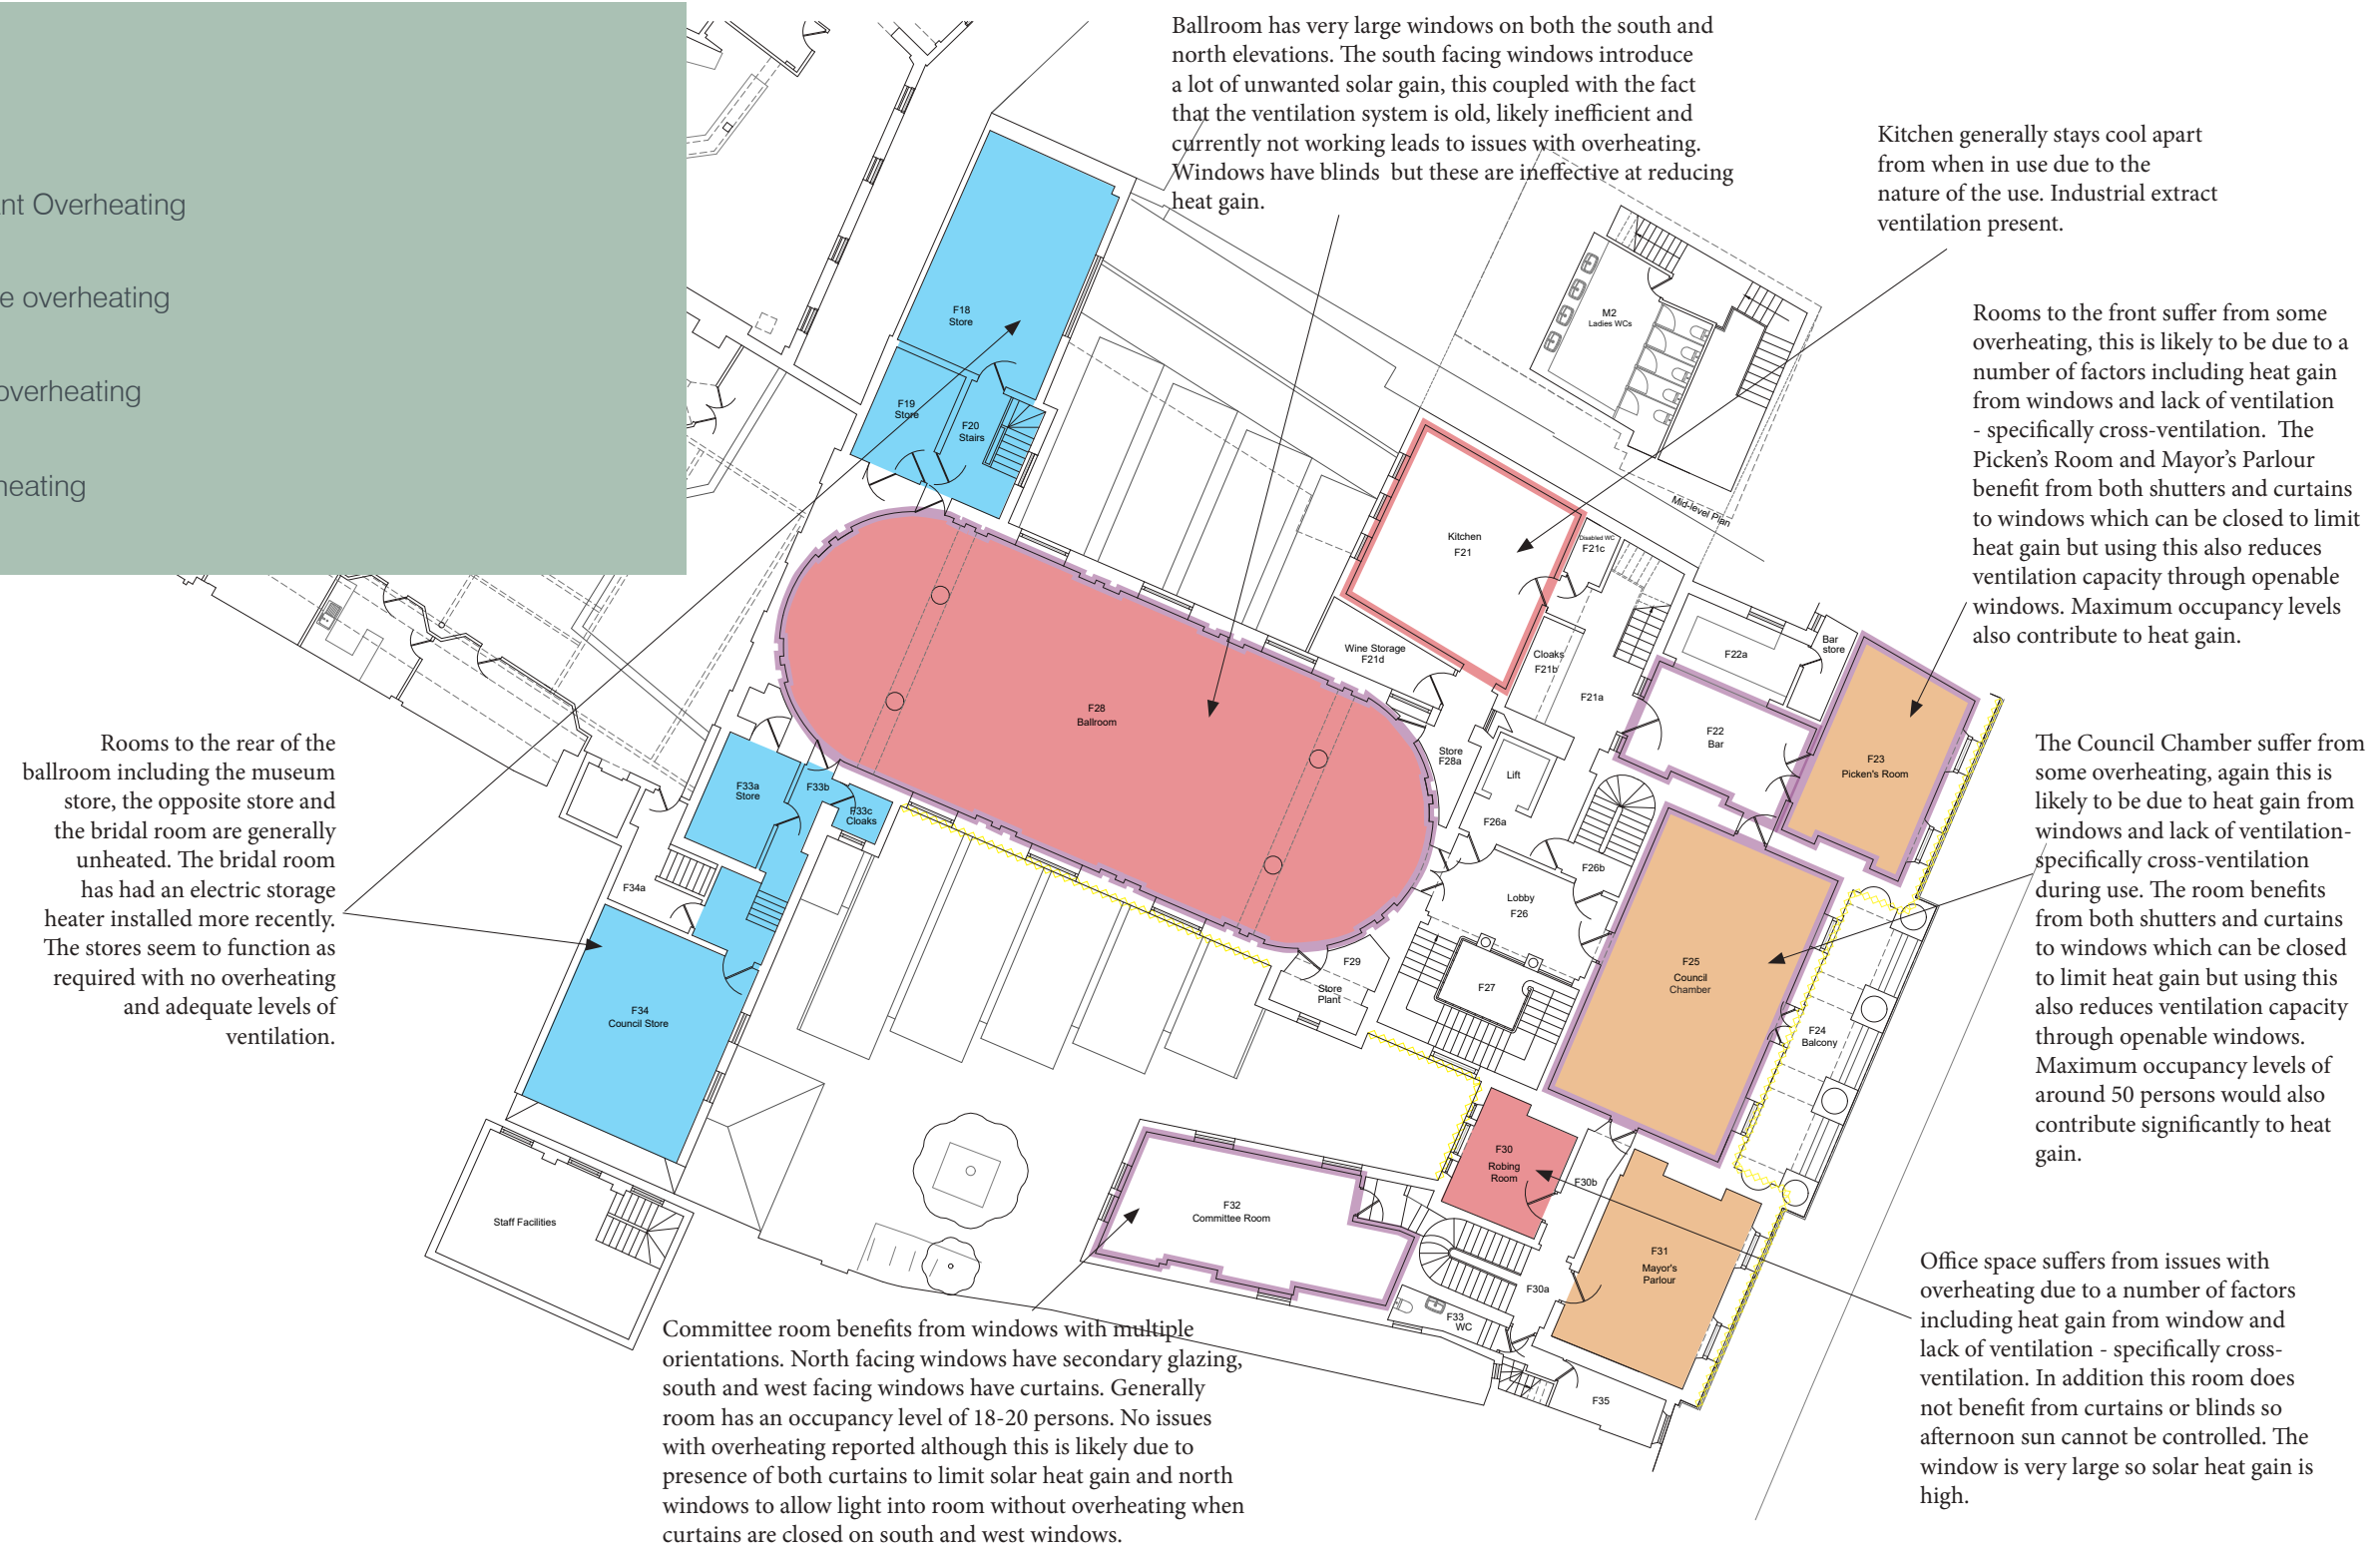 nt Overheating
e overheating
overheating
heating
Ballroom has very large windows on both the south and
north elevations. The south facing windows introduce
a lot of unwanted solar gain, this coupled with the fact
that the ventilation system is old, likely inefficient and
currently not working leads to issues with overheating.
Windows have blinds  but these are ineffective at reducing
heat gain.
Kitchen generally stays cool apart
from when in use due to the
nature of the use. Industrial extract
ventilation present.
Rooms to the front suffer from some
overheating, this is likely to be due to a
number of factors including heat gain
from windows and lack of ventilation
- specifically cross-ventilation.  The
Picken's Room and Mayor's Parlour
benefit from both shutters and curtains
to windows which can be closed to limit
heat gain but using this also reduces
ventilation capacity through openable
windows. Maximum occupancy levels
also contribute to heat gain.
The Council Chamber suffer from
some overheating, again this is
likely to be due to heat gain from
windows and lack of ventilation-
specifically cross-ventilation
during use. The room benefits
from both shutters and curtains
to windows which can be closed
to limit heat gain but using this
also reduces ventilation capacity
through openable windows.
Maximum occupancy levels of
around 50 persons would also
contribute significantly to heat
gain.
Office space suffers from issues with
overheating due to a number of factors
including heat gain from window and
lack of ventilation - specifically cross-
ventilation. In addition this room does
not benefit from curtains or blinds so
afternoon sun cannot be controlled. The
window is very large so solar heat gain is
high.
Rooms to the rear of the
ballroom including the museum
store, the opposite store and
the bridal room are generally
unheated. The bridal room
has had an electric storage
heater installed more recently.
The stores seem to function as
required with no overheating
and adequate levels of
ventilation.
Committee room benefits from windows with multiple
orientations. North facing windows have secondary glazing,
south and west facing windows have curtains. Generally
room has an occupancy level of 18-20 persons. No issues
with overheating reported although this is likely due to
presence of both curtains to limit solar heat gain and north
windows to allow light into room without overheating when
curtains are closed on south and west windows.
F18
Store
F19
Store
F20
Stairs
M2
Ladies WCs
Mid-level Plan
Kitchen
F21
Disabled WC
F21c
Wine Storage
F21d
Cloaks
F21b
F21a
F22a
Bar
store
F22
Bar
F23
Picken's Room
F28
Ballroom
Store
F28a
Lift
F26a
F26b
Lobby
F26
F27
F29
Store
Plant
F25
Council
Chamber
F24
Balcony
F33a
Store
F33b
F33c
Cloaks
F34a
F34
Council Store
Staff Facilities
F32
Committee Room
F30
Robing
Room
F30b
F30a
F31
Mayor's
Parlour
F33
WC
F35